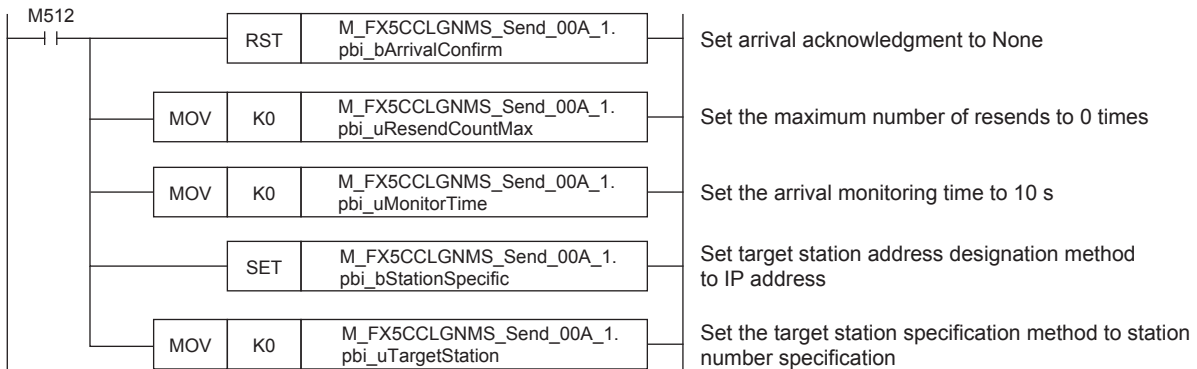 M512
RST M_FX5CCLGNMS_Send_00A_1. Set arrival acknowledgment to None
pbi_bArrivalConfirm
MOV K0 M_FX5CCLGNMS_Send_00A_1. Set the maximum number of resends to 0 times
pbi_uResendCountMax
MOV K0 M_FX5CCLGNMS_Send_00A_1. Set the arrival monitoring time to 10 s
pbi_uMonitorTime
SET M_FX5CCLGNMS_Send_00A_1. Set target station address designation method
pbi_bStationSpecific to IP address
MOV K0 M_FX5CCLGNMS_Send_00A_1. Set the target station specification method to station
pbi_uTargetStation number specification